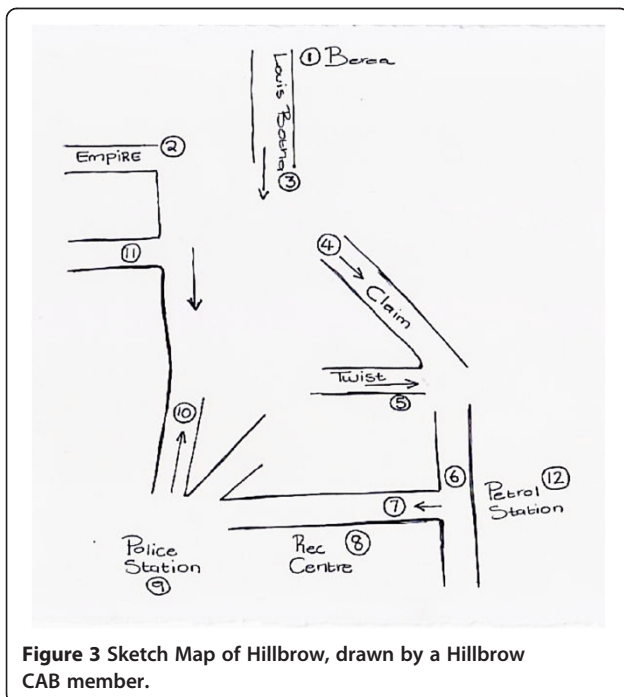 ① Berea
Louis Botha
② EMPIRE
③
④
Claim
⑪
Twist
⑤
⑩
⑥
⑦
Petrol ⑫
Station
Police
Station
⑨
Rec ⑧
Centre
Figure 3 Sketch Map of Hillbrow, drawn by a Hillbrow
CAB member.